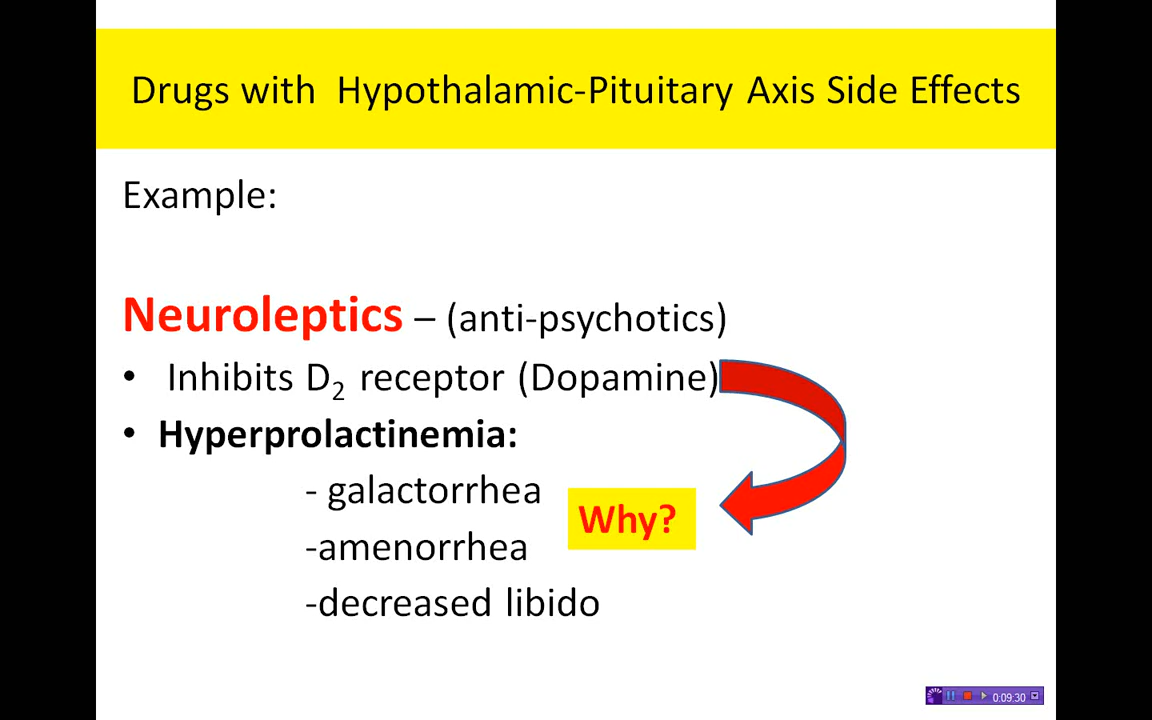 Drugs with Hypothalamic-Pituitary Axis Side Effects
Example:
Neuroleptics – (anti-psychotics)
• Inhibits D₂ receptor (Dopamine)
• Hyperprolactinemia:
- galactorrhea
Why?
-amenorrhea
-decreased libido
0:09:30